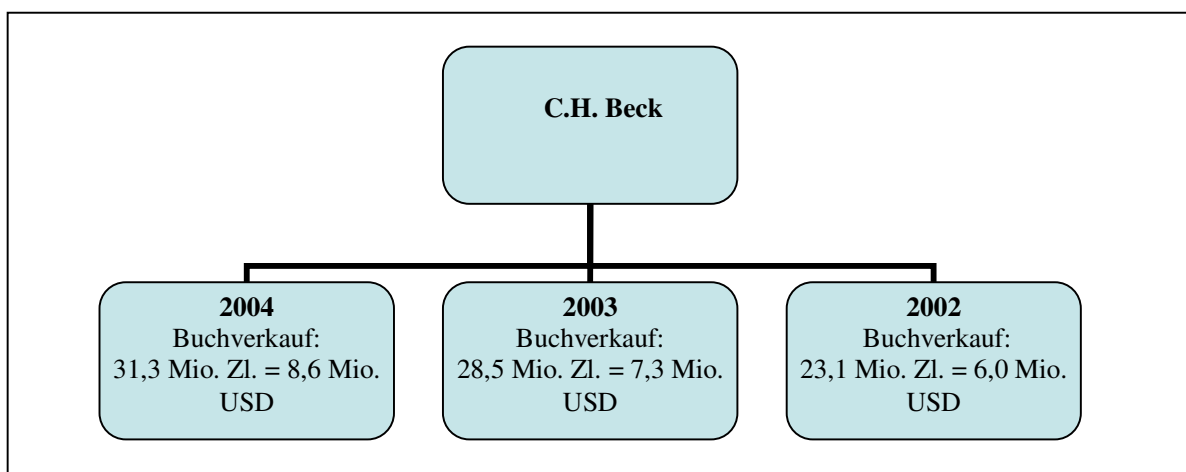 C.H. Beck
2004
Buchverkauf:
31,3 Mio. Zl. = 8,6 Mio.
USD
2003
Buchverkauf:
28,5 Mio. Zl. = 7,3 Mio.
USD
2002
Buchverkauf:
23,1 Mio. Zl. = 6,0 Mio.
USD